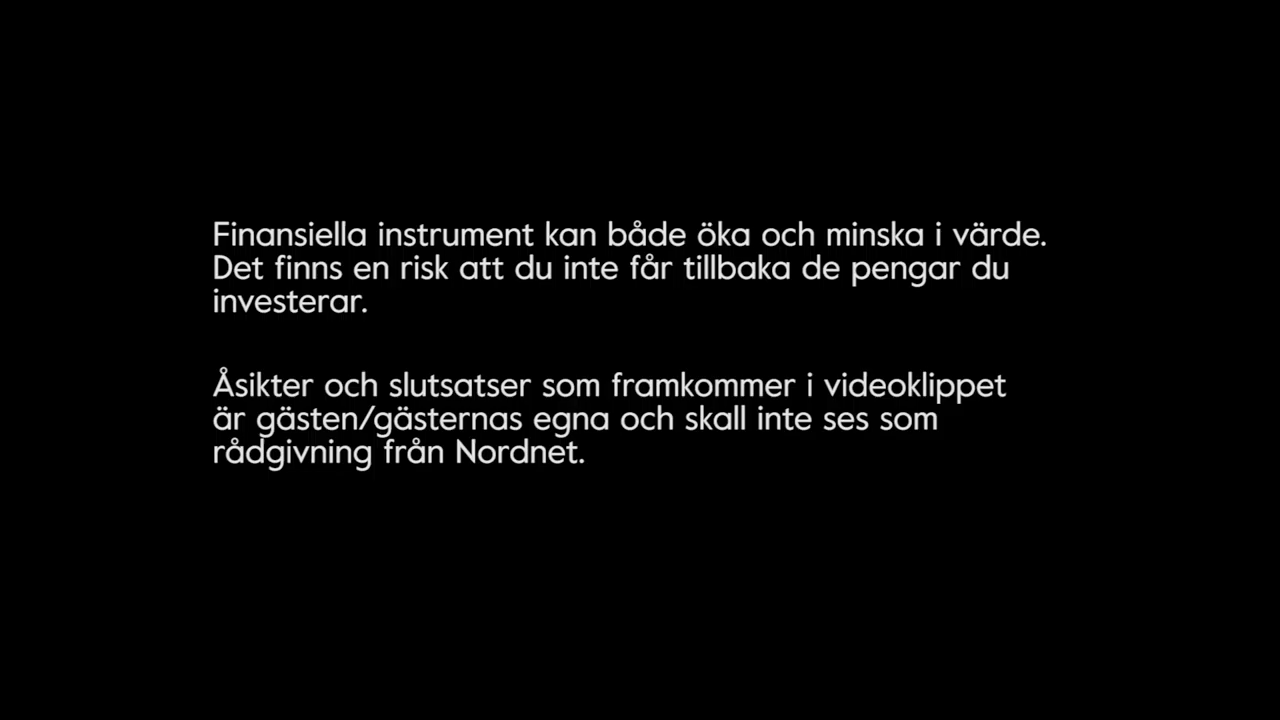 Finansiella instrument kan både öka och minska i värde.
Det finns en risk att du inte får tillbaka de pengar du
investerar.
Åsikter och slutsatser som framkommer i videoklippet
är gästen/gästernas egna och skall inte ses som
rådgivning från Nordnet.